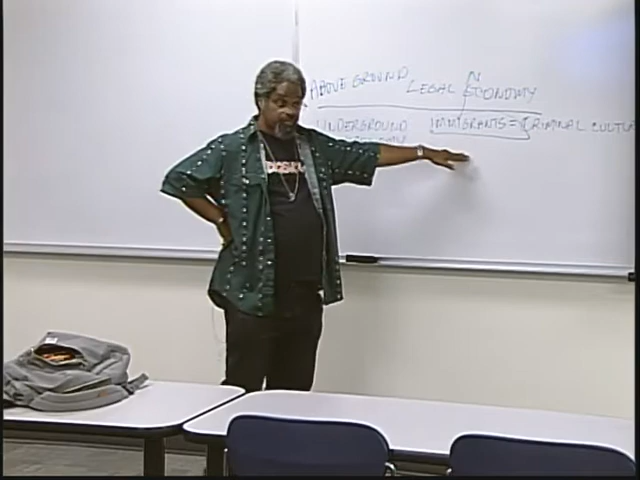 ABOVE GROUND LEGAL ECONOMY
UNDERGROUND IMMIGRANTS = CRIMINAL CULTURE